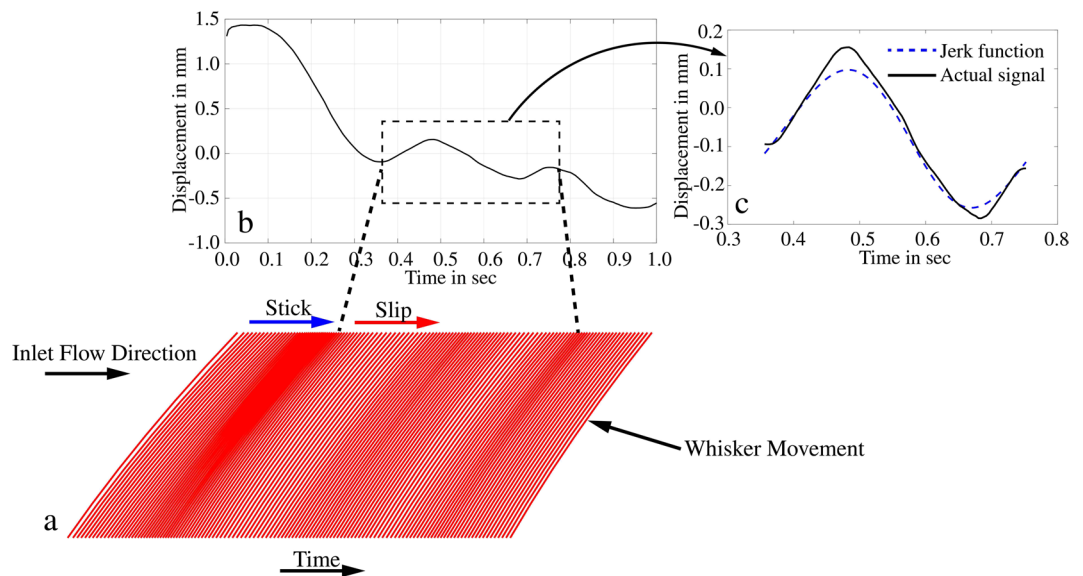 1.5
1.0
0.5
0.0
-0.5
-1.0
Displacement in mm
b
0.0 0.1 0.2 0.3 0.4 0.5 0.6 0.7 0.8 0.9 1.0
Time in sec
0.2
0.1
0.0
-0.1
-0.2
-0.3
Displacement in mm
Jerk function
Actual signal
c
0.3 0.4 0.5 0.6 0.7 0.8
Time in sec
Stick
Slip
Inlet Flow Direction
Whisker Movement
a
Time